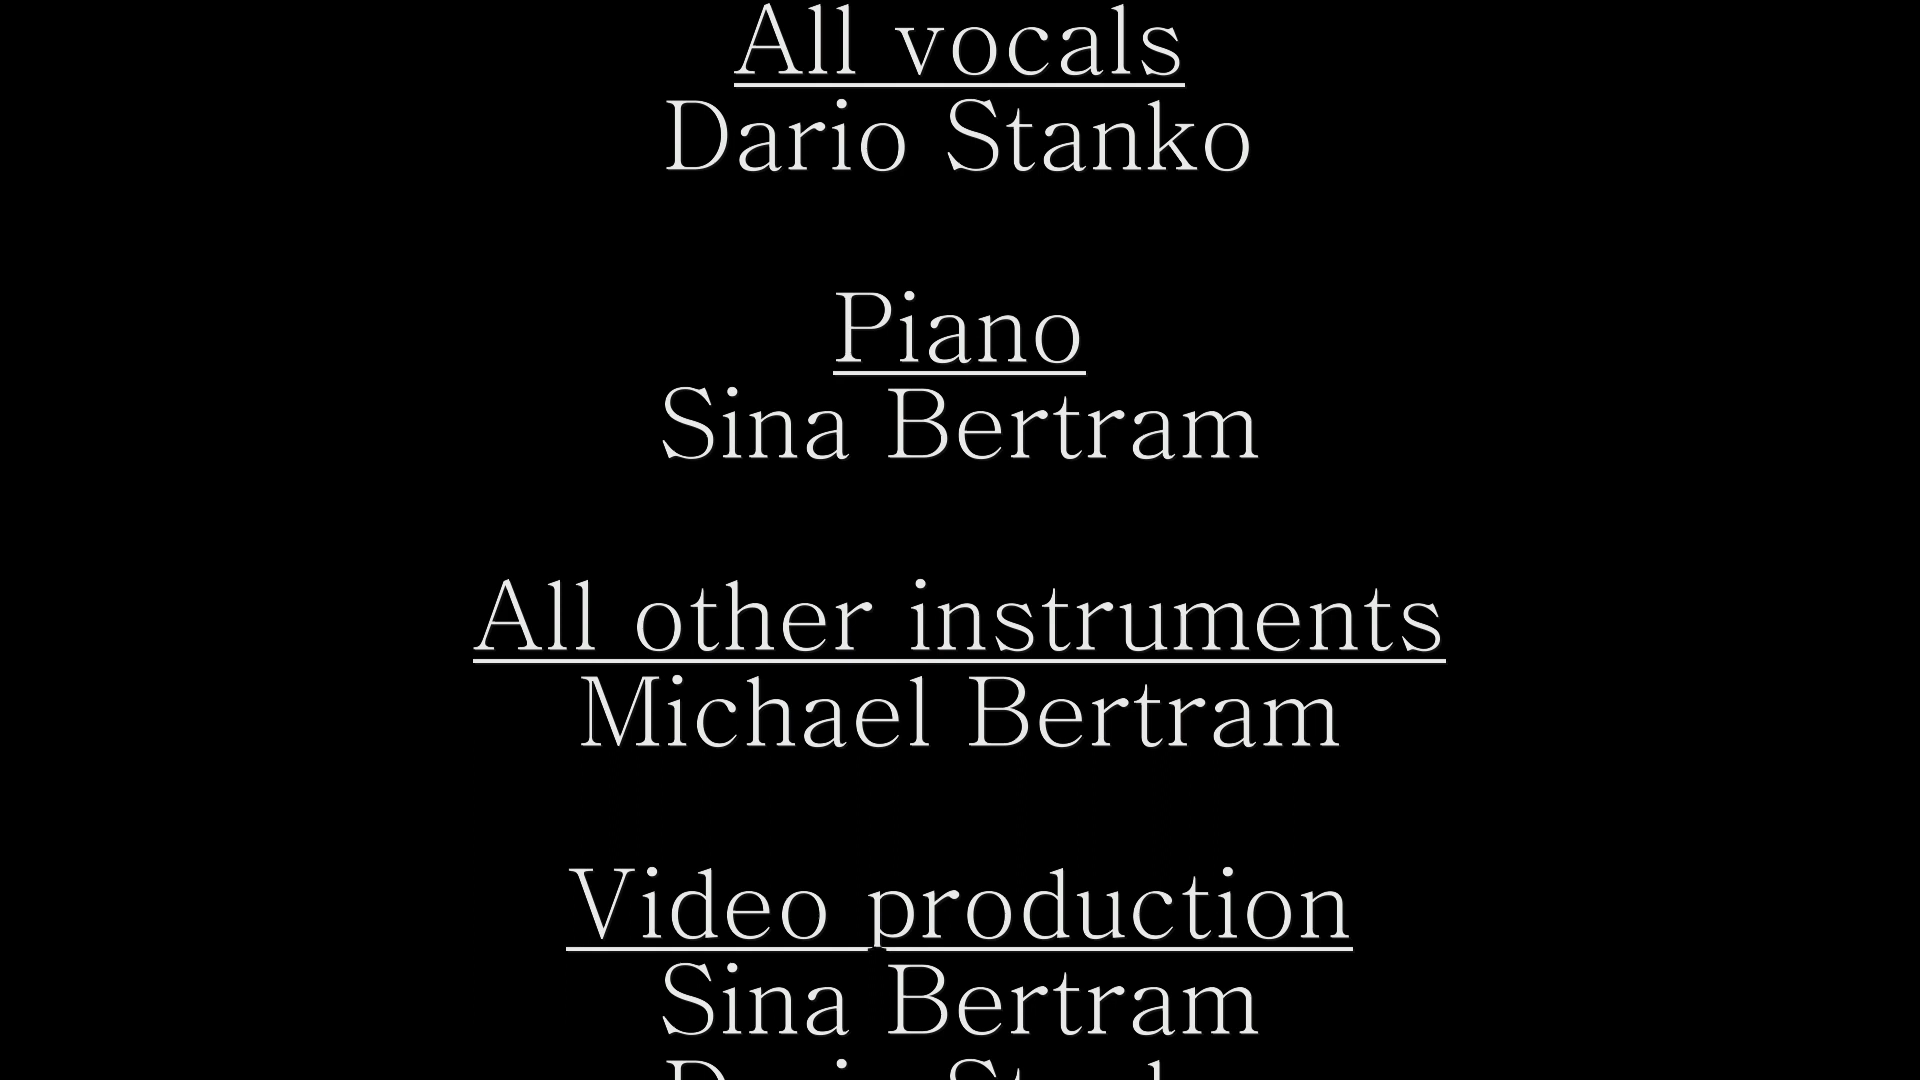 All vocals
Dario Stanko
Piano
Sina Bertram
All other instruments
Michael Bertram
Video production
Sina Bertram